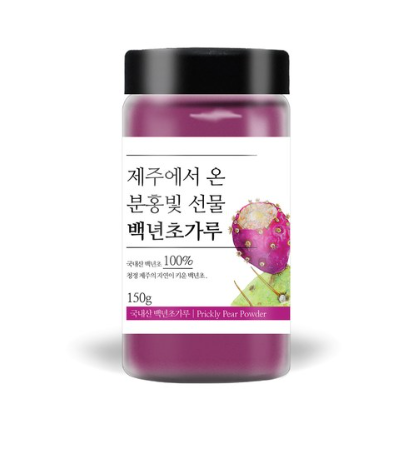 제주에서 온
분홍빛 선물
백년초가루
국내산 백년초 100%
청정 제주의 자연이 키운 백년초..
150g
국내산 백년초가루 | Prickly Pear Powder